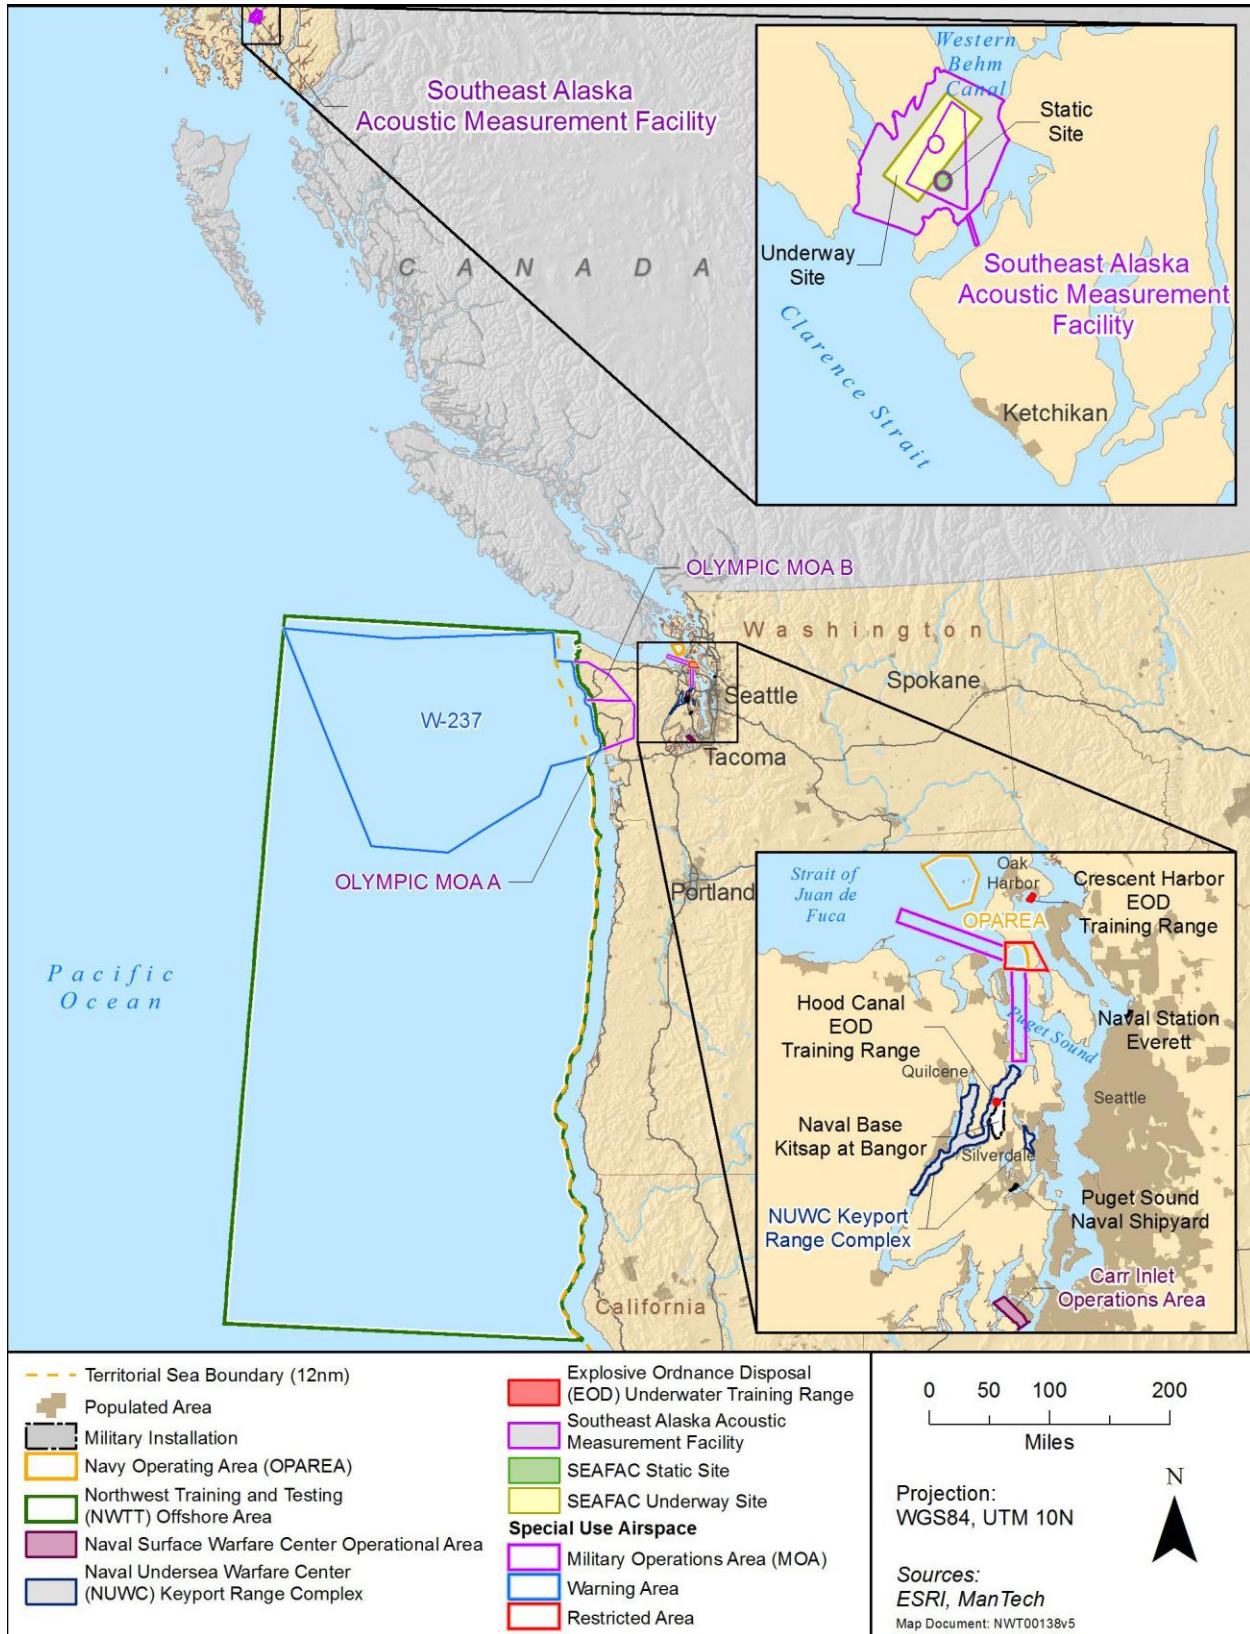 Southeast Alaska
Acoustic Measurement Facility
C A N A D A
Western
Behm
Canal
Static
Site
Underway
Site
Southeast Alaska
Acoustic Measurement
Facility
Clarence Strait
Ketchikan
OLYMPIC MOA B
Washington
Spokane
Seattle
W-237
Tacoma
OLYMPIC MOA A
Portland
Pacific
Ocean
California
Strait of
Juan de
Fuca
Oak
Harbor
Crescent Harbor
EOD
Training Range
OPAREA
Hood Canal
EOD
Training Range
Puget Sound
Naval Station
Everett
Quilcene
Seattle
Naval Base
Kitsap at Bangor
Silverdale
NUWC Keyport
Range Complex
Puget Sound
Naval Shipyard
Carr Inlet
Operations Area
Territorial Sea Boundary (12nm)
Populated Area
Military Installation
Navy Operating Area (OPAREA)
Northwest Training and Testing
(NWTT) Offshore Area
Naval Surface Warfare Center Operational Area
Naval Undersea Warfare Center
(NUWC) Keyport Range Complex
Explosive Ordnance Disposal
(EOD) Underwater Training Range
Southeast Alaska Acoustic
Measurement Facility
SEAFAC Static Site
SEAFAC Underway Site
Special Use Airspace
Military Operations Area (MOA)
Warning Area
Restricted Area
0 50 100 200
Miles
N
Projection:
WGS84, UTM 10N
Sources:
ESRI, ManTech
Map Document: NWT00138v5